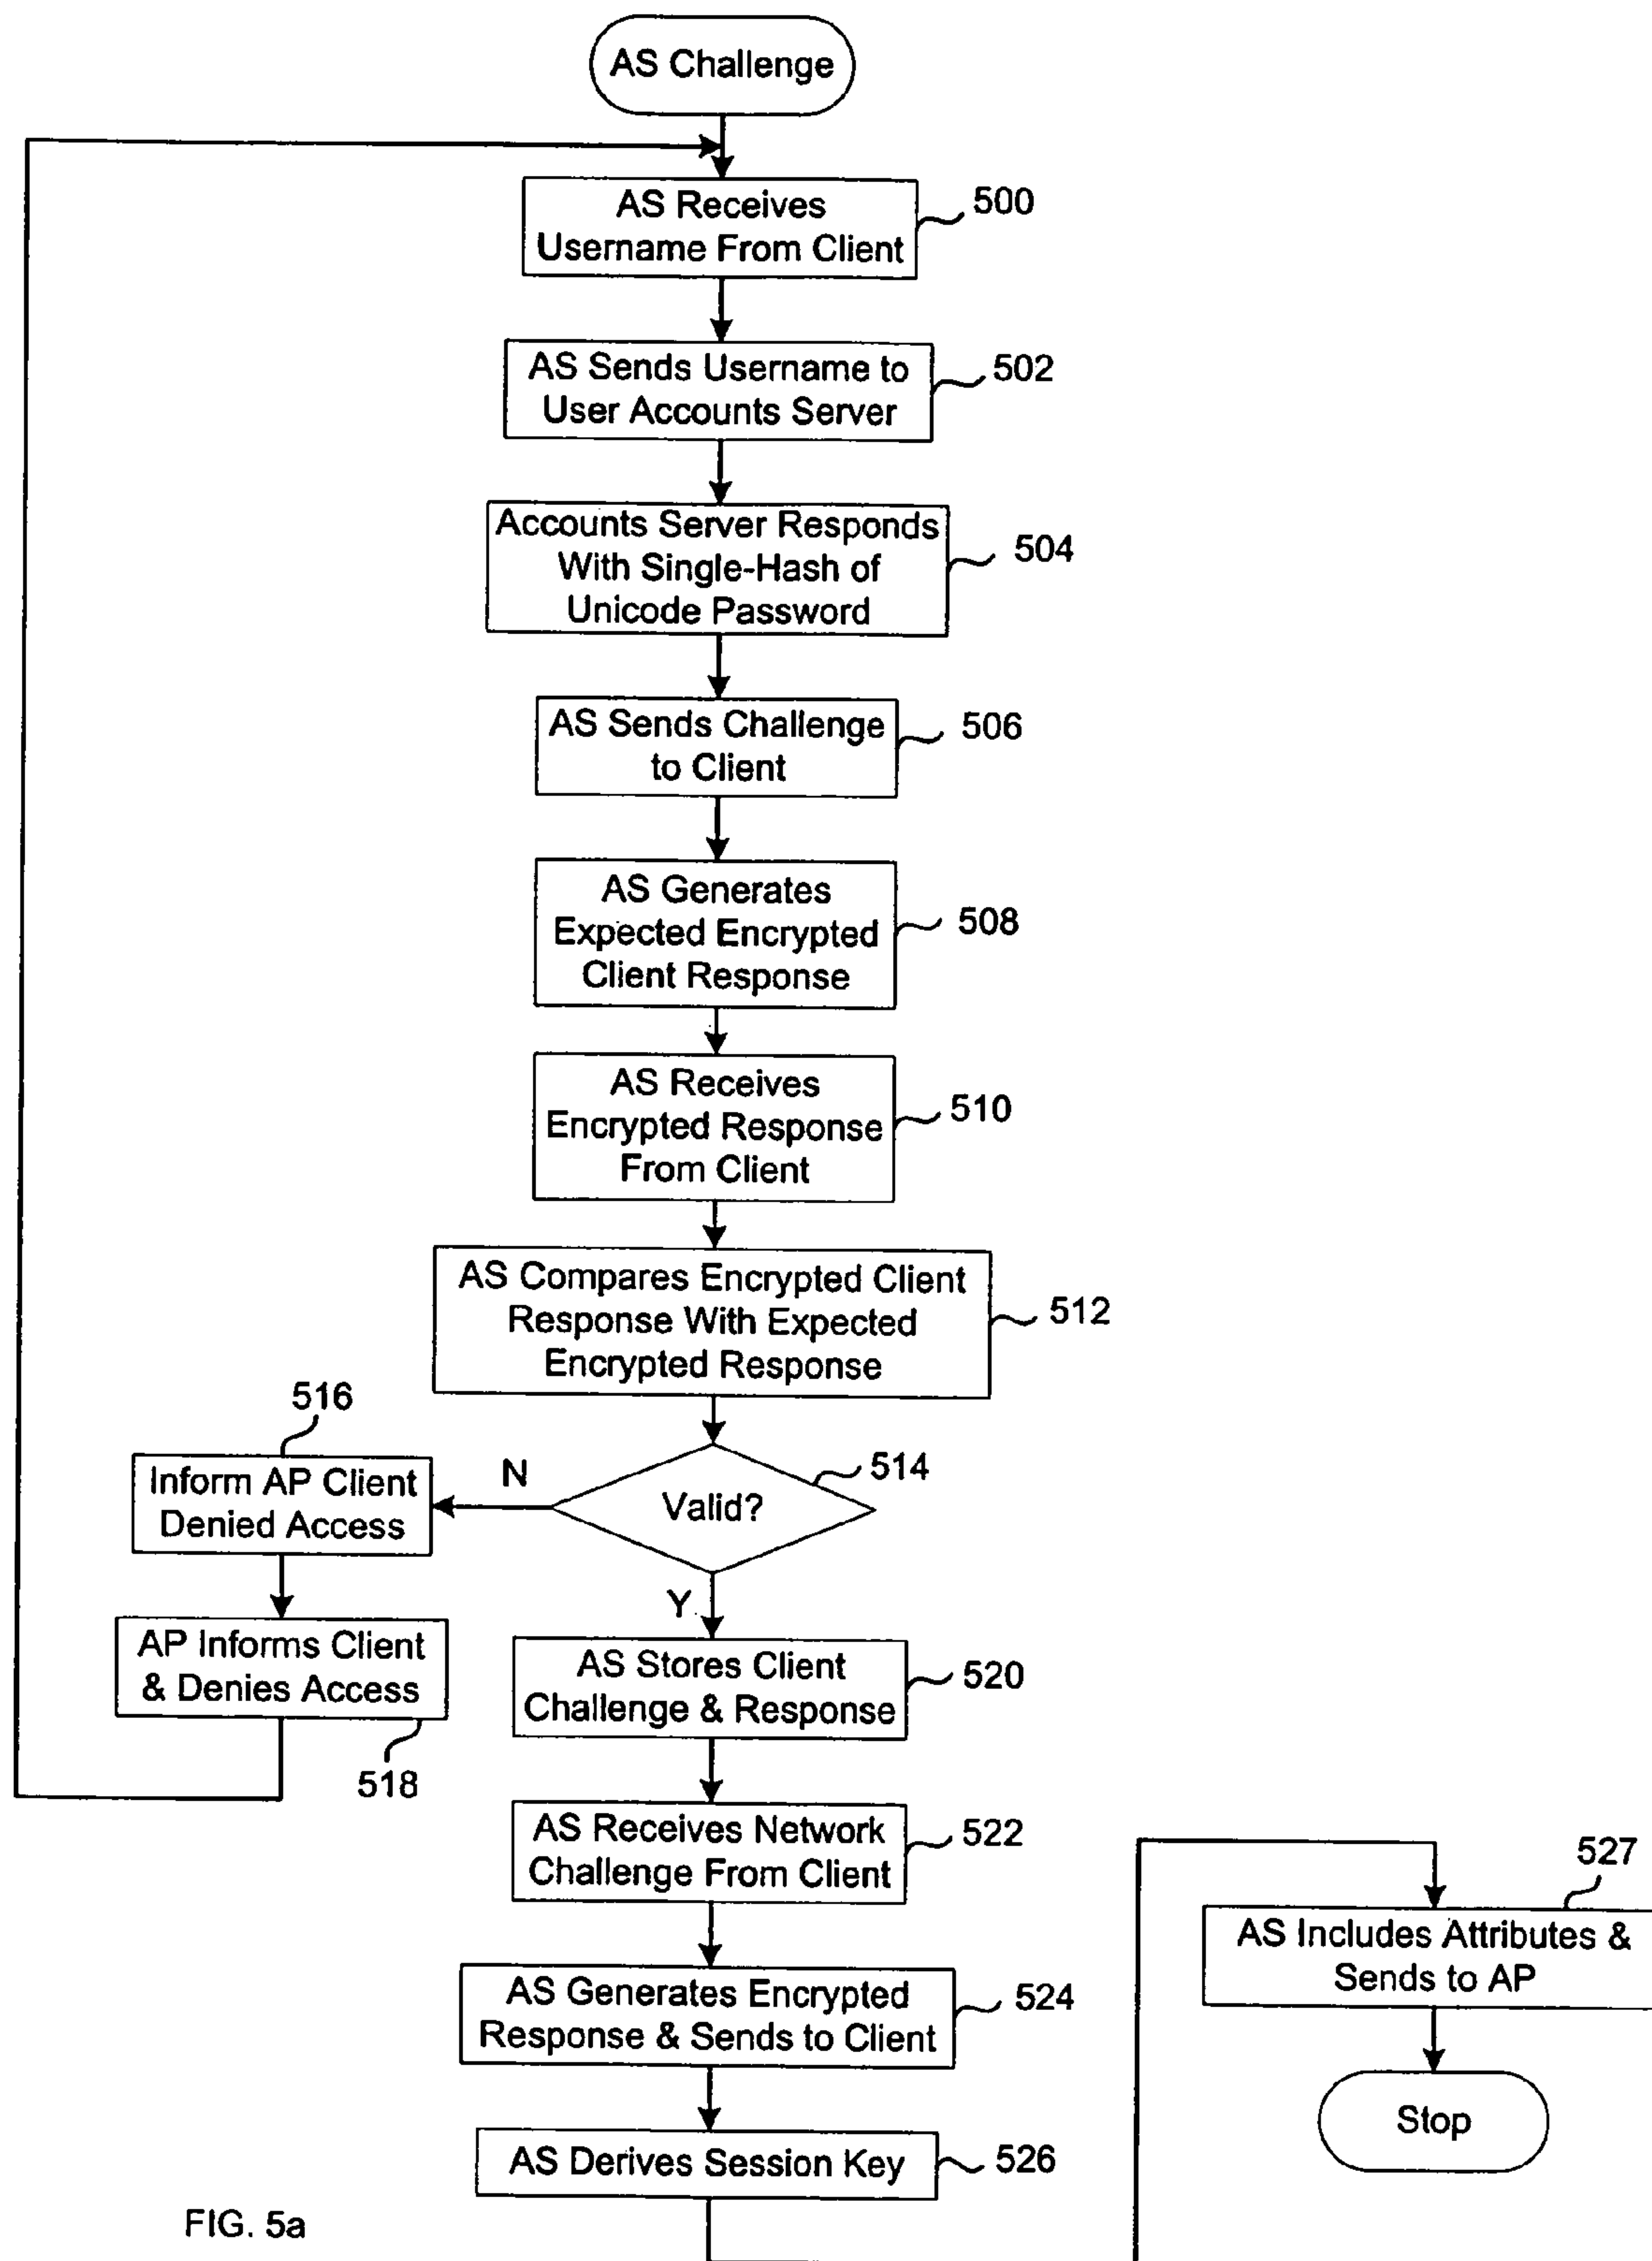 AS Challenge
AS Receives
Username From Client
500
AS Sends Username to
User Accounts Server
502
Accounts Server Responds
With Single-Hash of
Unicode Password
504
AS Sends Challenge
to Client
506
AS Generates
Expected Encrypted
Client Response
508
AS Receives
Encrypted Response
From Client
510
AS Compares Encrypted Client
Response With Expected
Encrypted Response
512
Valid?
514
N
516
Inform AP Client
Denied Access
AP Informs Client
& Denies Access
518
Y
AS Stores Client
Challenge & Response
520
AS Receives Network
Challenge From Client
522
AS Generates Encrypted
Response & Sends to Client
524
AS Derives Session Key
526
527
AS Includes Attributes &
Sends to AP
Stop
FIG. 5a